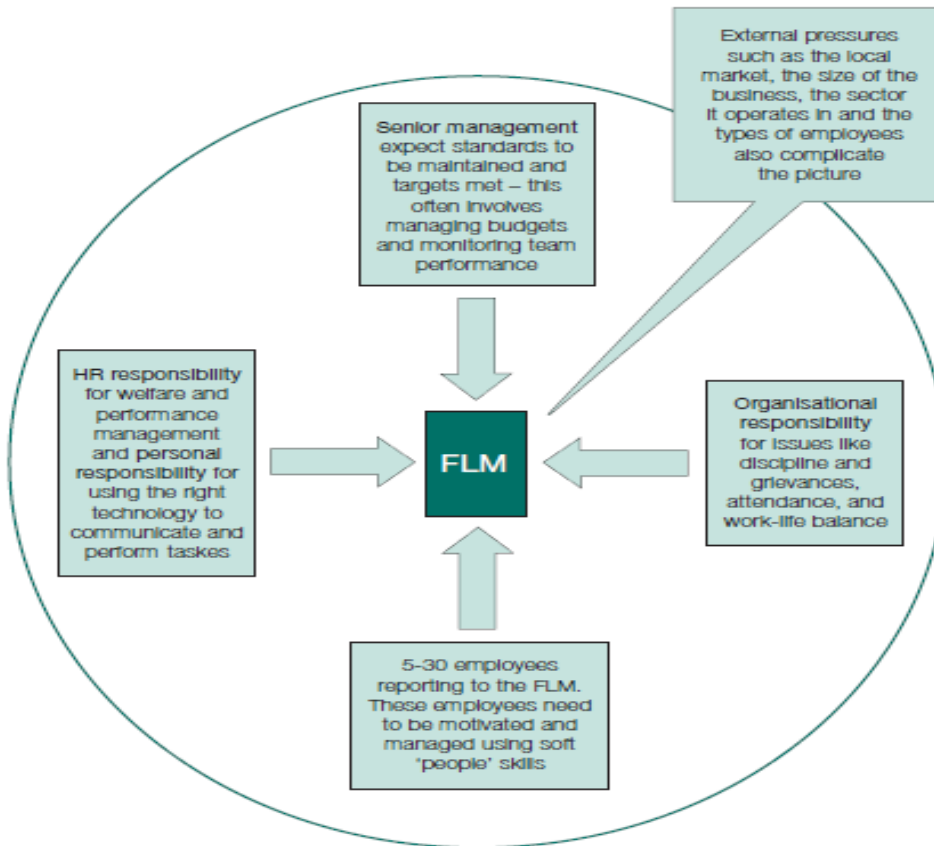 External pressures
such as the local
market, the size of the
business, the sector
it operates in and the
types of employees
also complicate
the picture
Senior management
expect standards to
be maintained and
targets met – this
often involves
managing budgets
and monitoring team
performance
HR responsibility
for welfare and
performance
management
and personal
responsibility for
using the right
technology to
communicate and
perform taskes
FLM
Organisational
responsibility
for issues like
discipline and
grievances,
attendance, and
work-life balance
5-30 employees
reporting to the FLM.
These employees need
to be motivated and
managed using soft
‘people’ skills